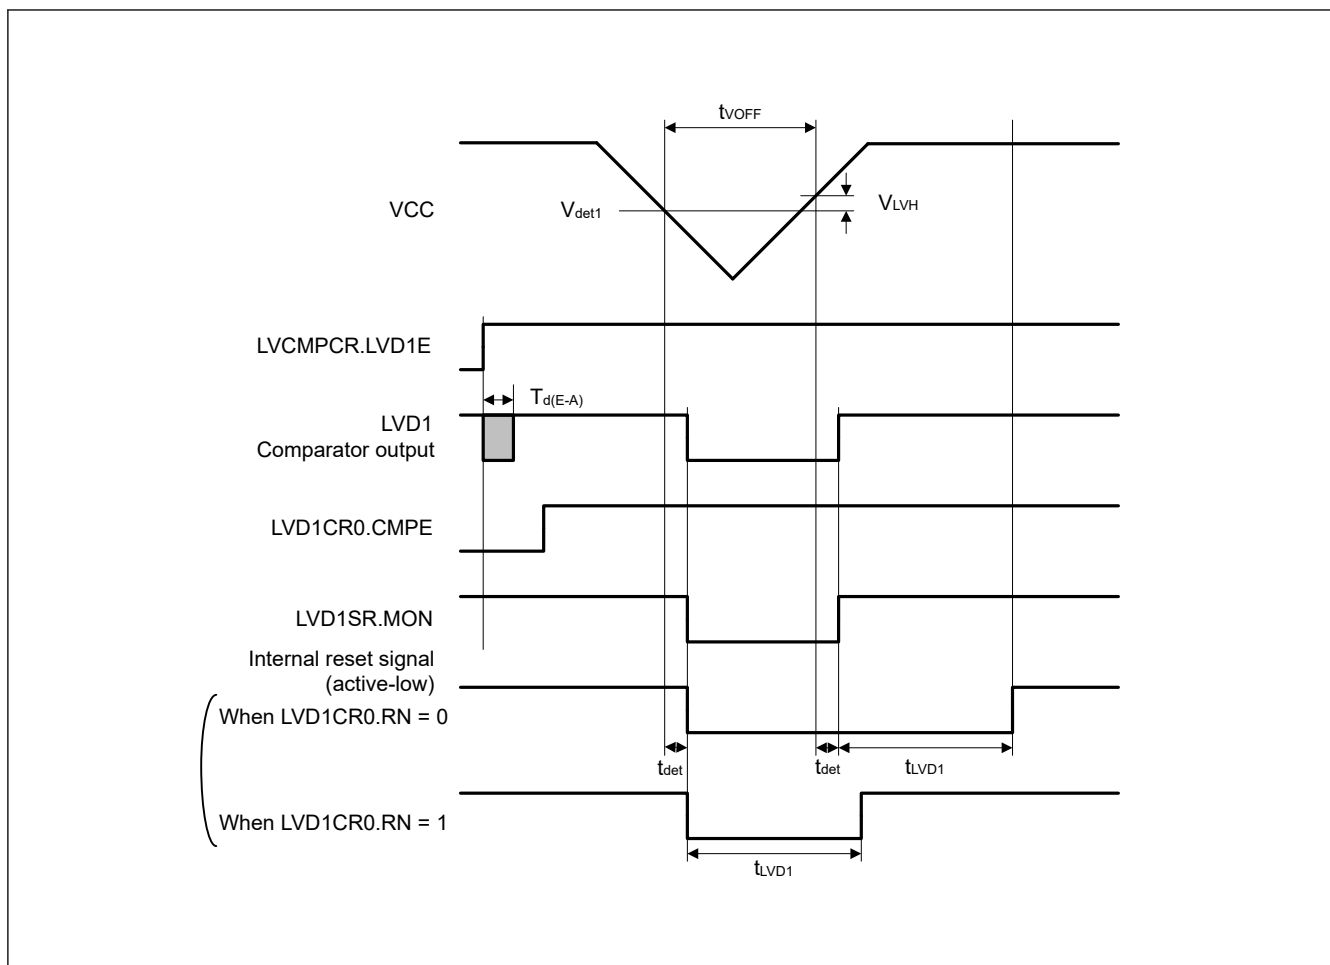 tVOFF
VCC
Vdet1
VLVH
LVCMPCR.LVD1E
Td(E-A)
LVD1
Comparator output
LVD1CR0.CMPE
LVD1SR.MON
Internal reset signal
(active-low)
When LVD1CR0.RN = 0
tdet
tdet
tLVD1
When LVD1CR0.RN = 1
tLVD1